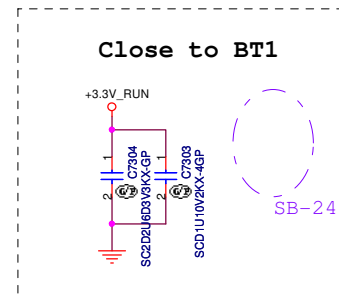 Close to BT1
+3.3V_RUN
1
C7304
SC2D2U6D3V3KX-GP
2
1
C7303
SCD1U10V2KX-4GP
2
SB-24